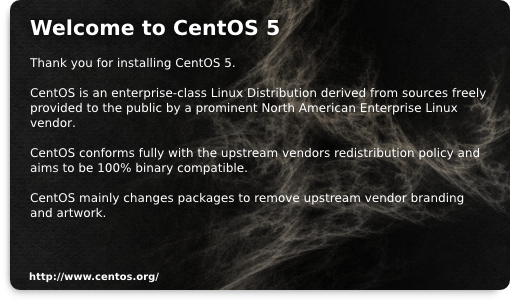 Welcome to CentOS 5
Thank you for installing CentOS 5.
CentOS is an enterprise-class Linux Distribution derived from sources freely
provided to the public by a prominent North American Enterprise Linux
vendor.
CentOS conforms fully with the upstream vendors redistribution policy and
aims to be 100% binary compatible.
CentOS mainly changes packages to remove upstream vendor branding
and artwork.
http://www.centos.org/